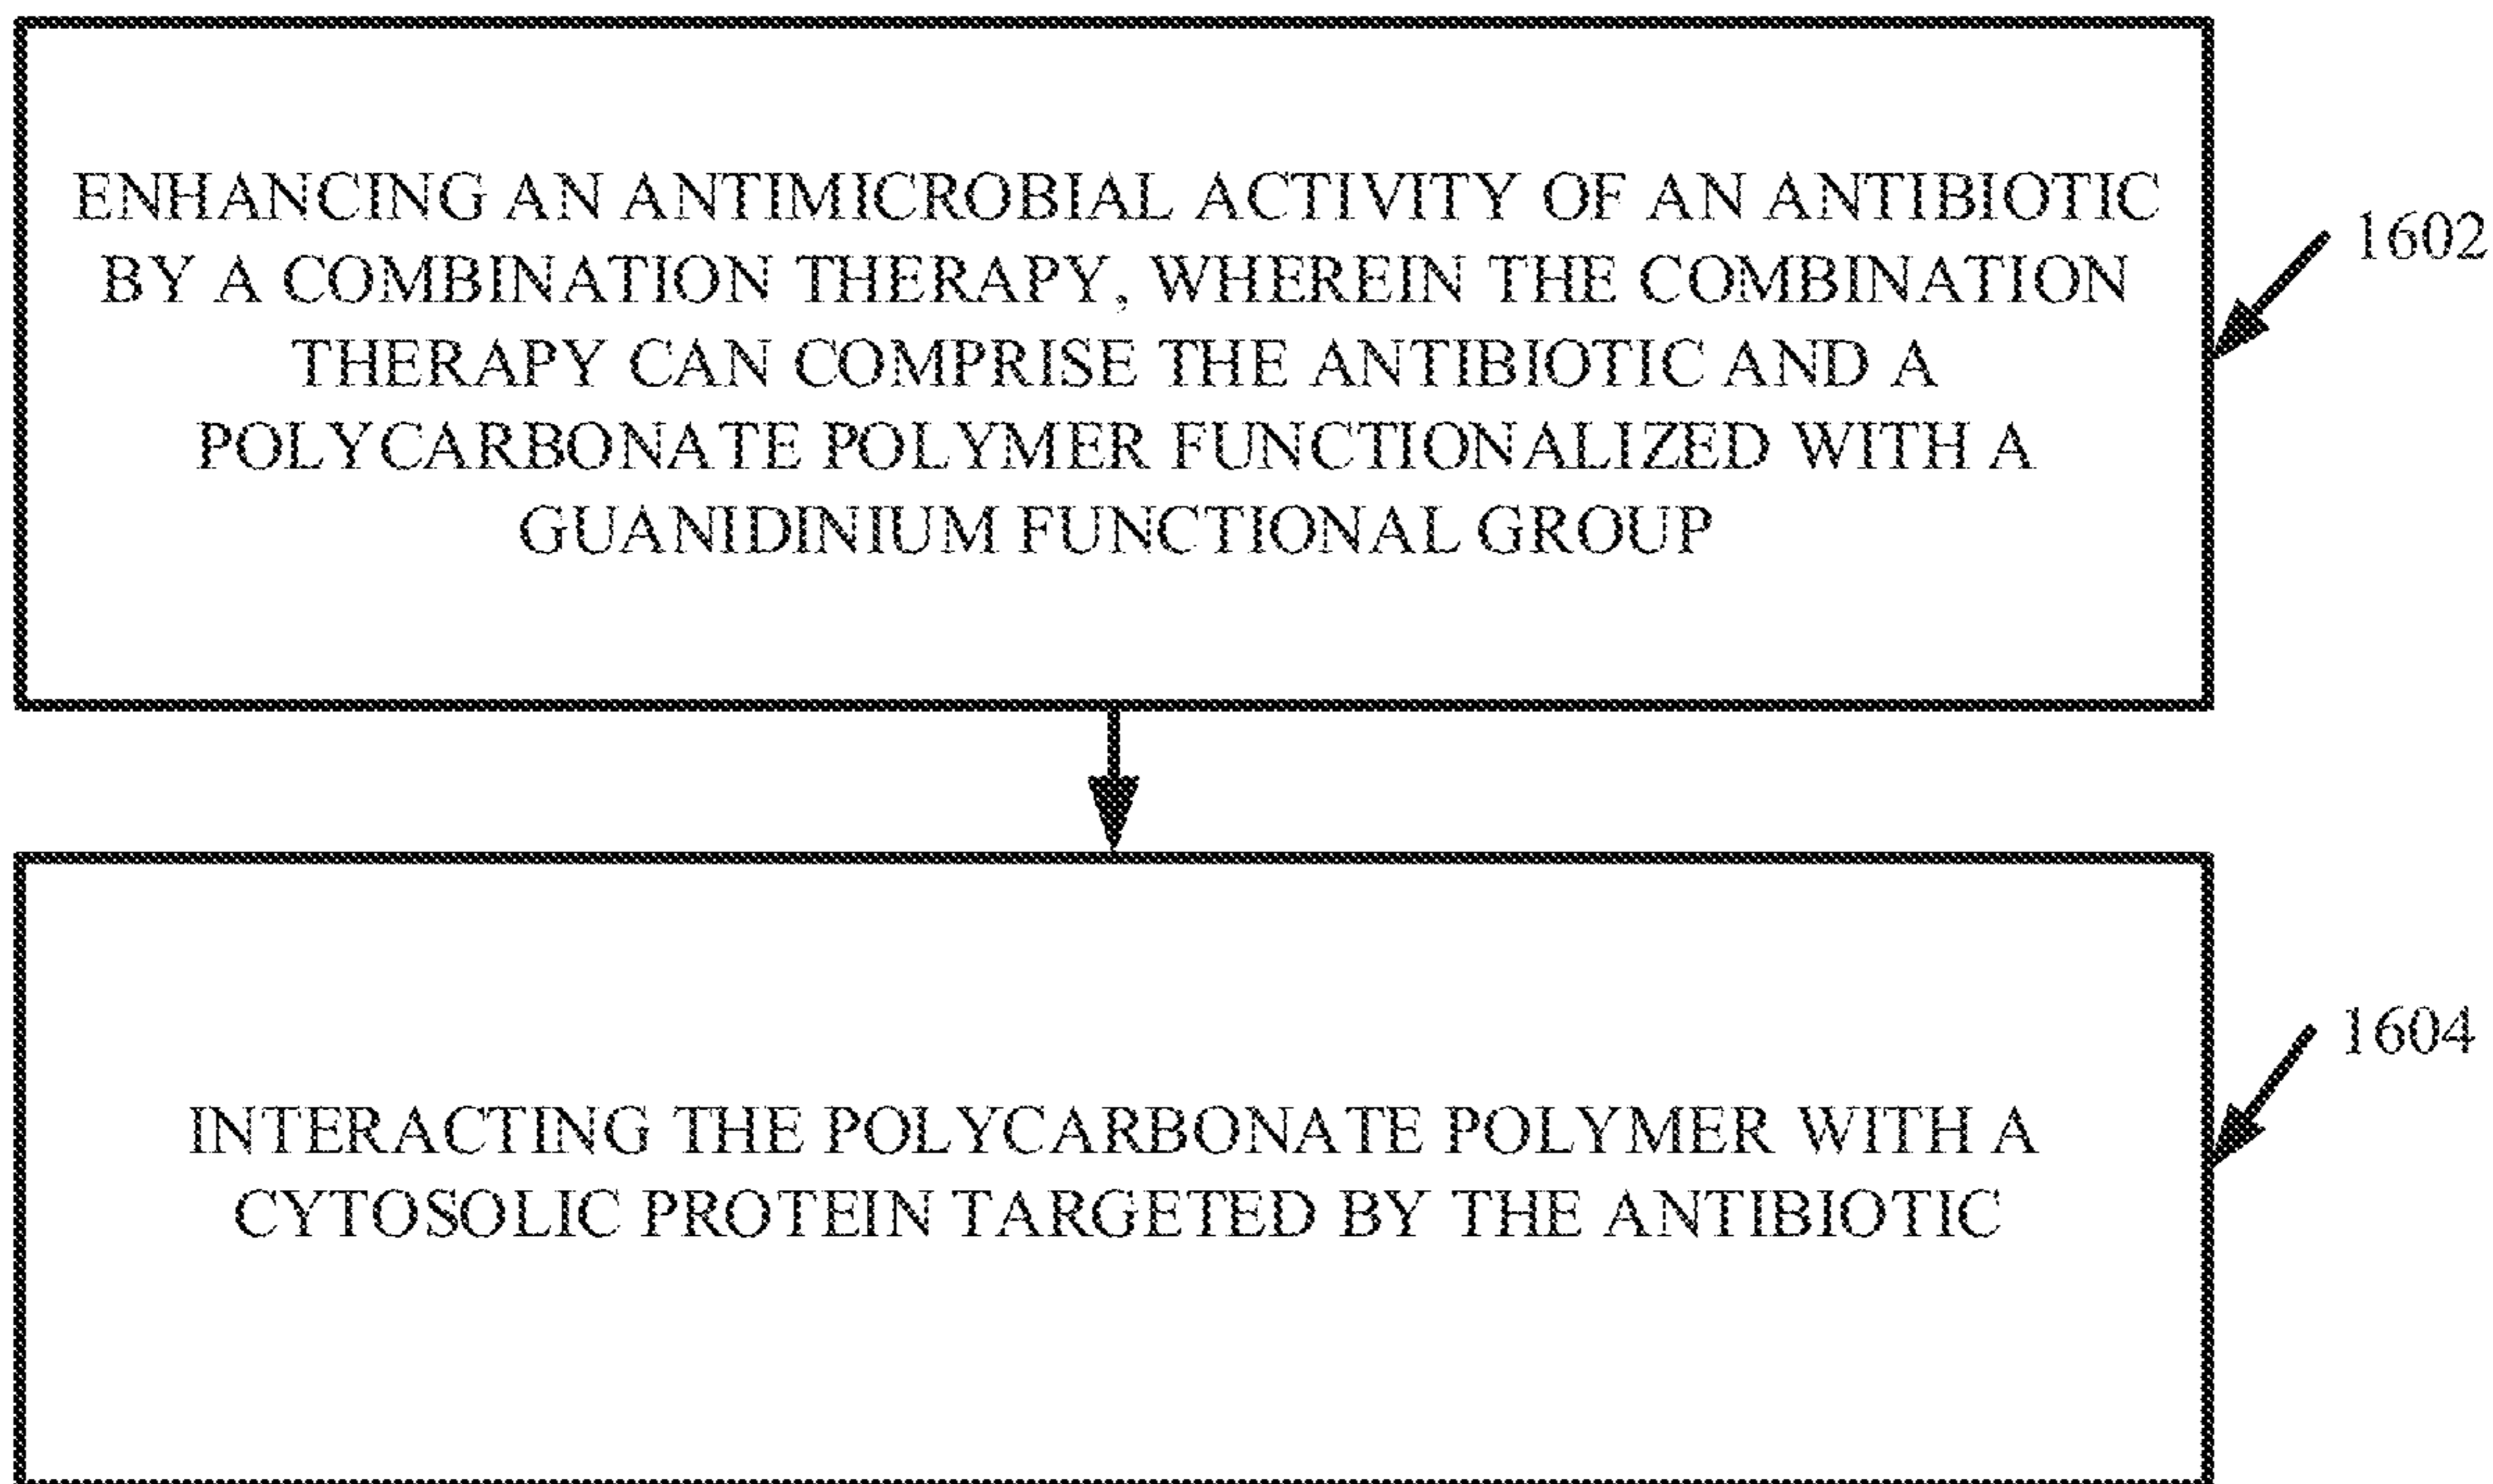 ENHANCING AN ANTIMICROBIAL ACTIVITY OF AN ANTIBIOTIC
BY A COMBINATION THERAPY, WHEREIN THE COMBINATION
THERAPY CAN COMPRISE THE ANTIBIOTIC AND A
POLYCARBONATE POLYMER FUNCTIONALIZED WITH A
GUANIDINIUM FUNCTIONAL GROUP
1602
INTERACTING THE POLYCARBONATE POLYMER WITH A
CYTOSOLIC PROTEIN TARGETED BY THE ANTIBIOTIC
1604